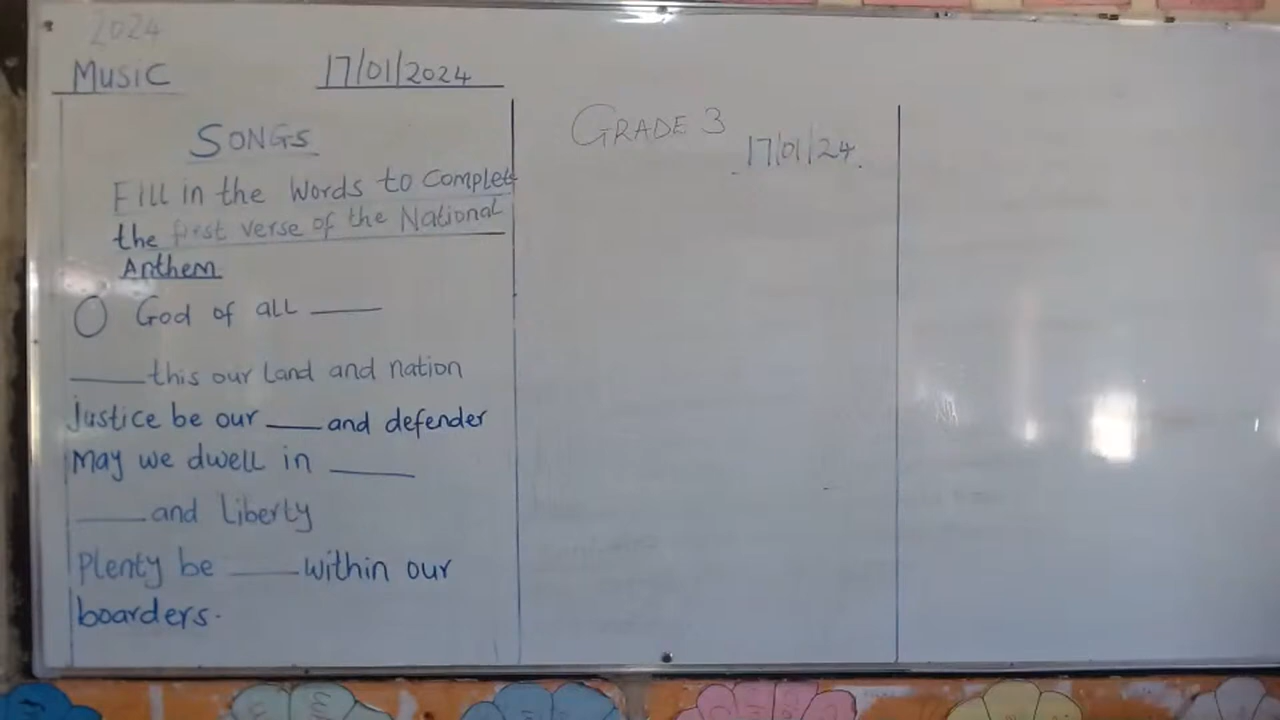 2024
Music 17/01/2024
SONGS
Fill in the words to Complet
the first verse of the National
Anthem
O God of all ____
____ this our land and nation
Justice be our ____ and defender
May we dwell in ____
____ and Liberty
Plenty be ____ within our
boarders.
GRADE 3
17/01/24.